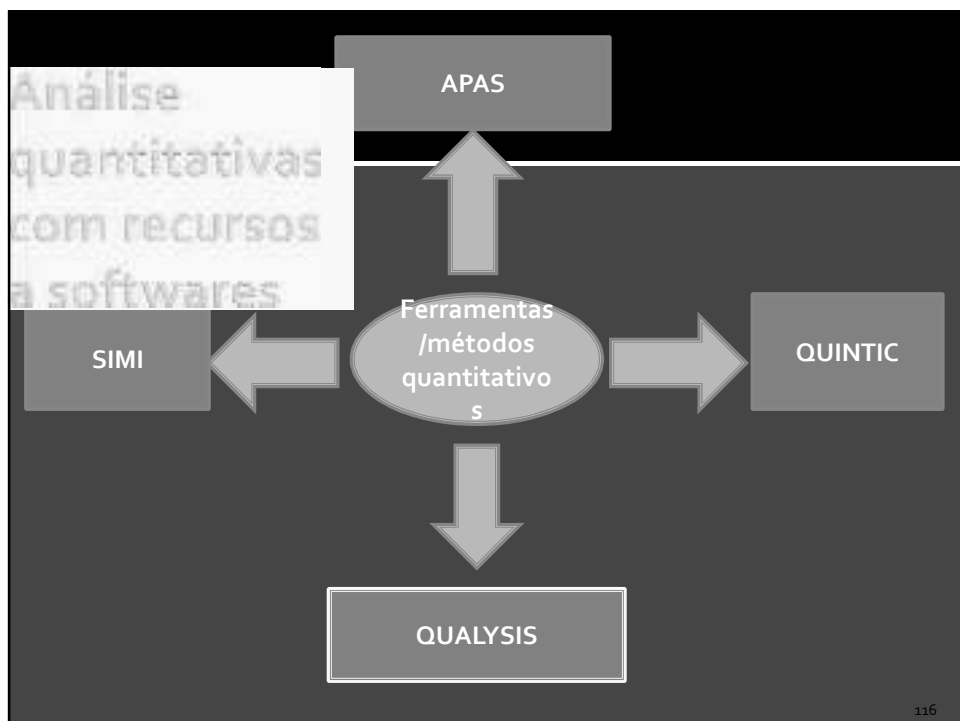 APAS
Análise
quantitativas
com recursos
a softwares
SIMI
Ferramentas
/métodos
quantitativo
s
QUINTIC
QUALYSIS
116